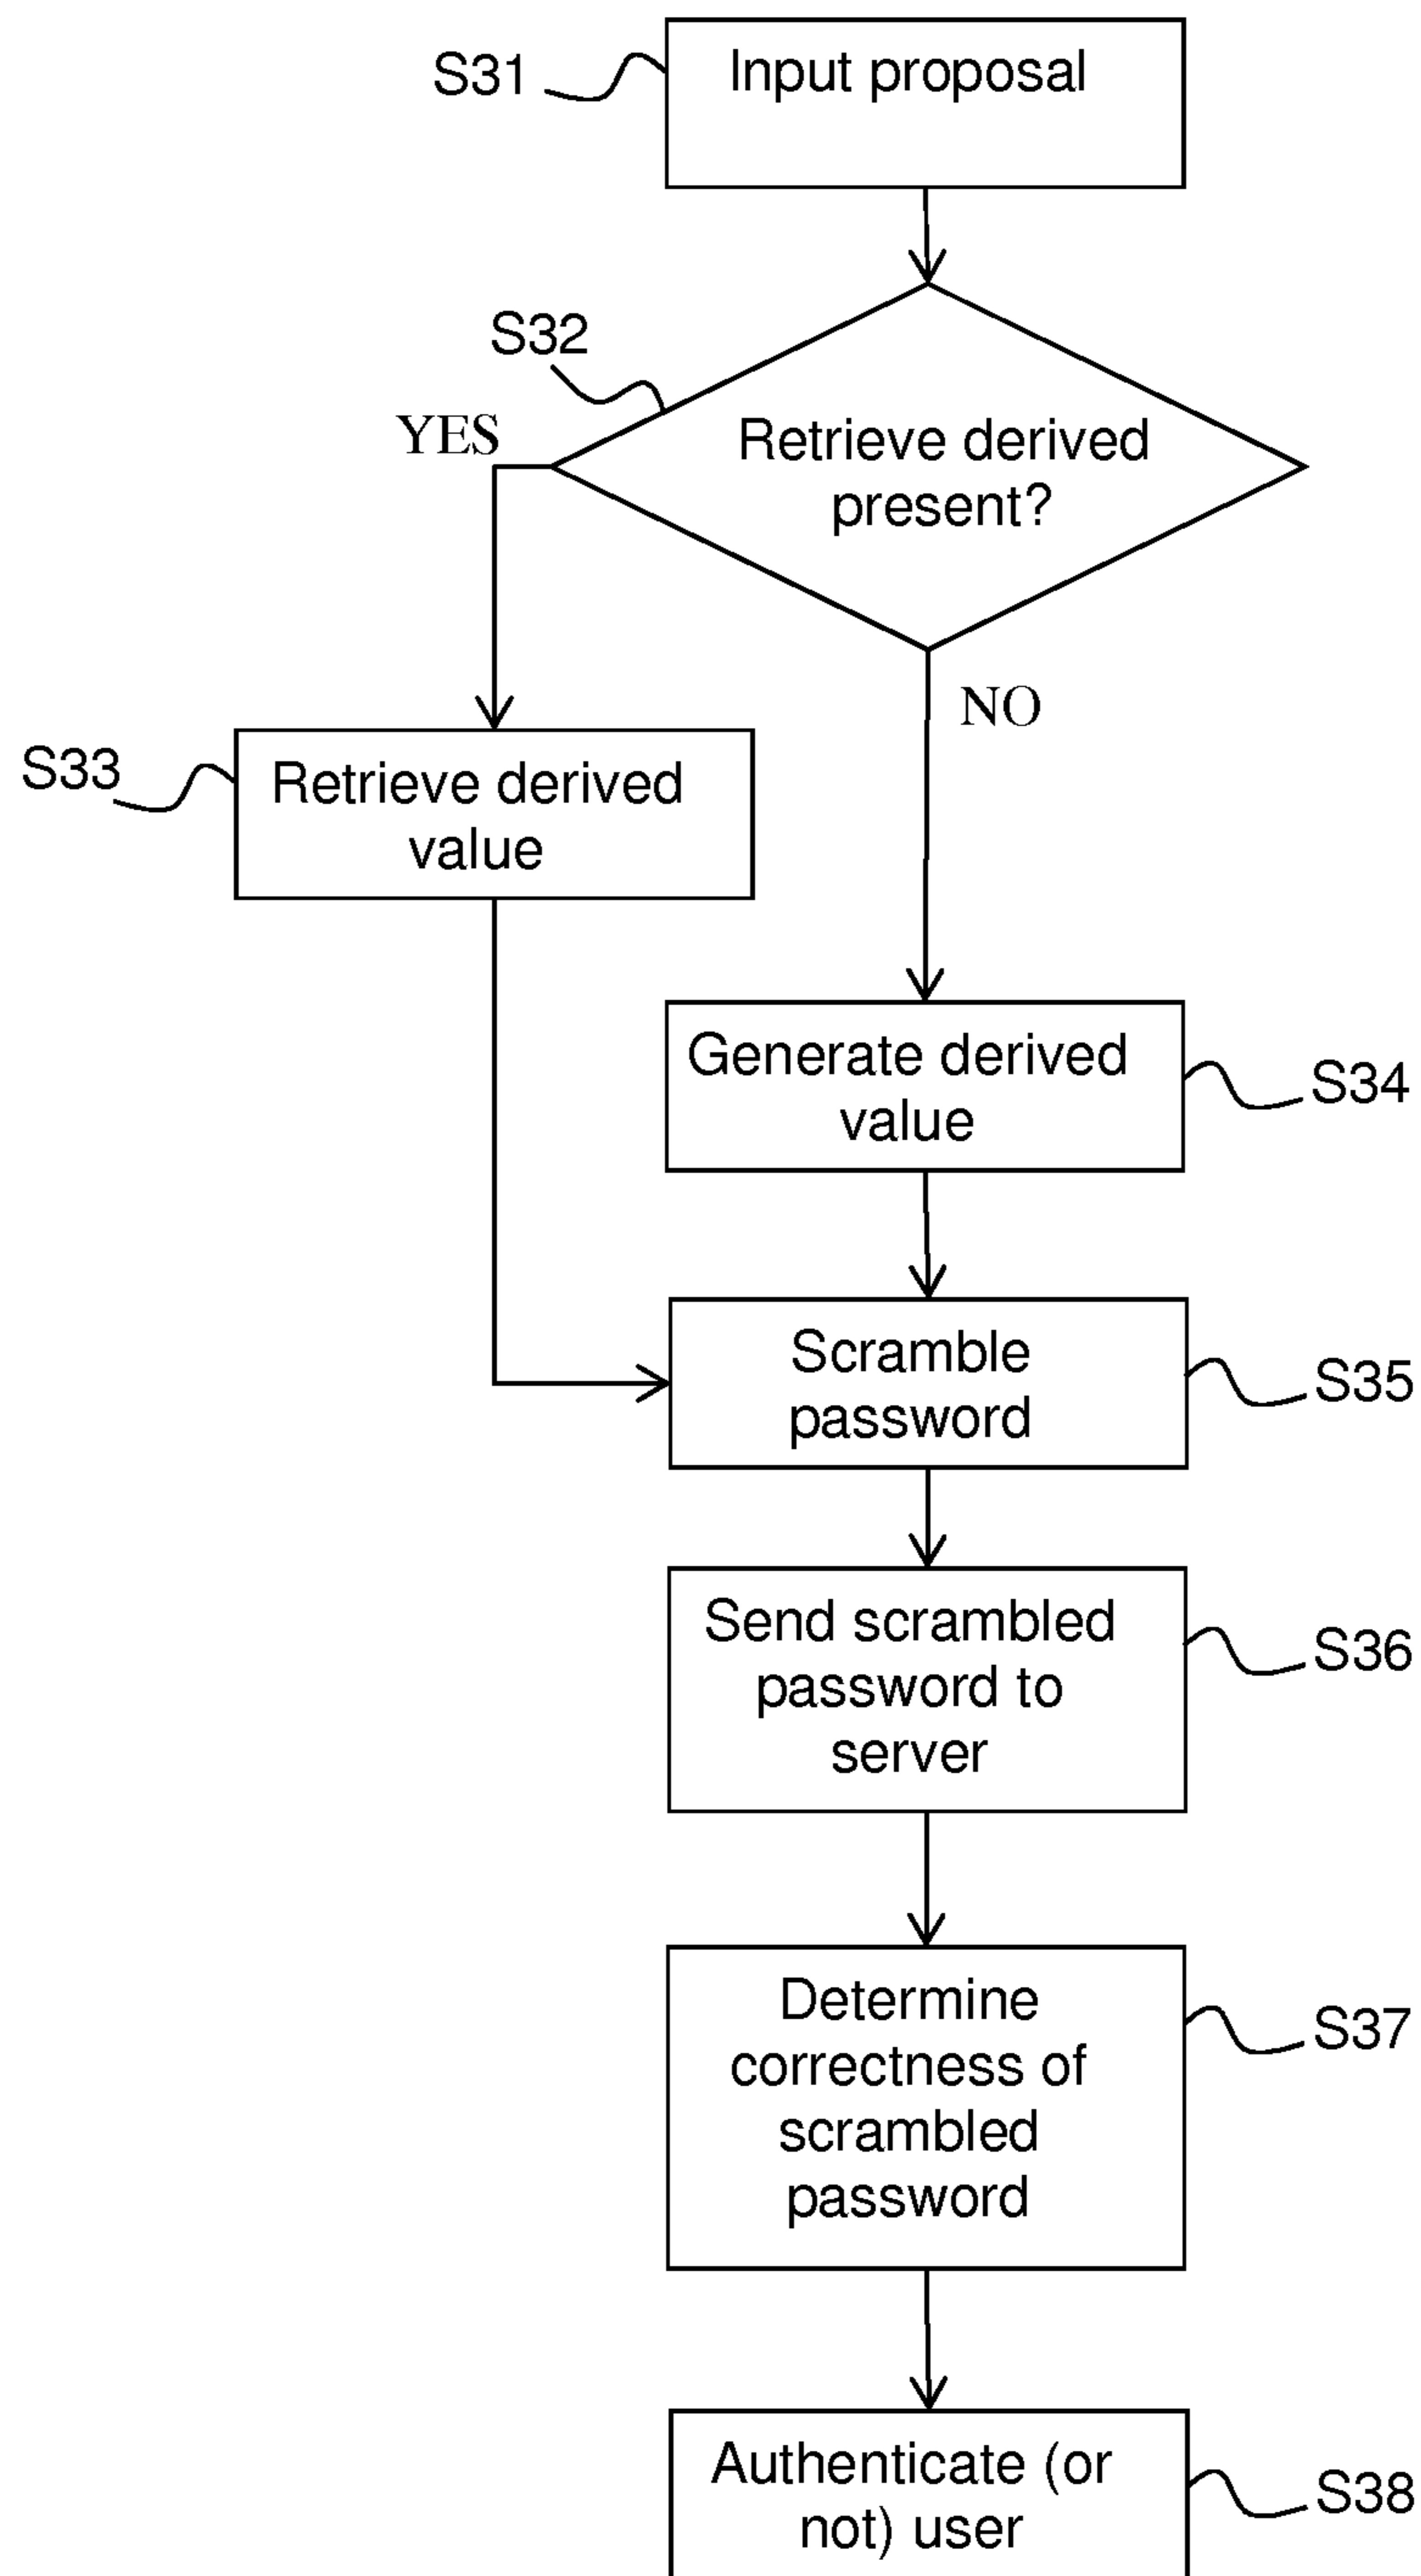 S31
Input proposal
S32
YES
Retrieve derived
present?
NO
S33
Retrieve derived
value
Generate derived
value
S34
Scramble
password
S35
Send scrambled
password to
server
S36
Determine
correctness of
scrambled
password
S37
Authenticate (or
not) user
S38